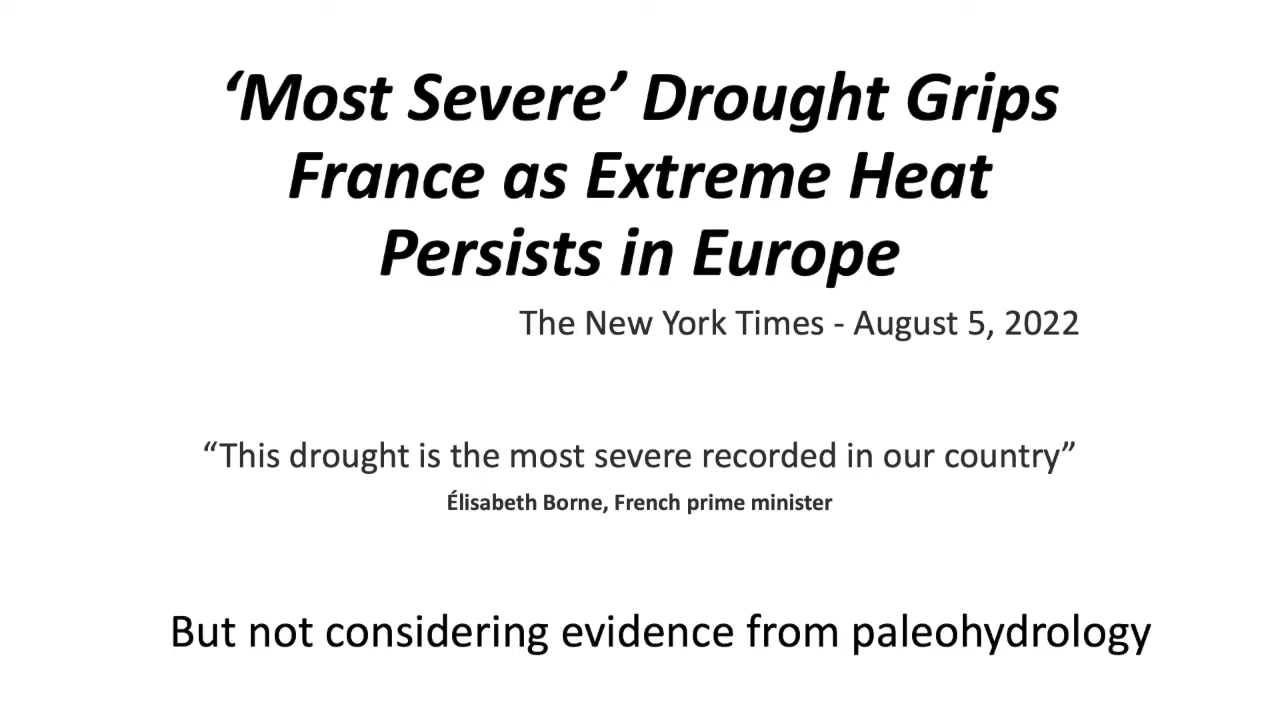 ‘Most Severe’ Drought Grips
France as Extreme Heat
Persists in Europe
The New York Times - August 5, 2022
“This drought is the most severe recorded in our country”
Élisabeth Borne, French prime minister
But not considering evidence from paleohydrology